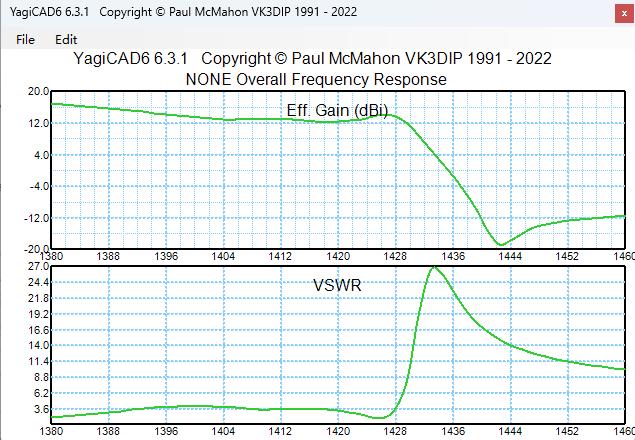 YagiCAD6 6.3.1 Copyright © Paul McMahon VK3DIP 1991 - 2022
x
File Edit
YagiCAD6 6.3.1 Copyright © Paul McMahon VK3DIP 1991 - 2022
NONE Overall Frequency Response
Eff. Gain (dBi)
20.0
12.0
4.0
-4.0
-12.0
-20.0
1380 1388 1396 1404 1412 1420 1428 1436 1444 1452 1460
VSWR
27.0
24.4
21.8
19.2
16.6
14.0
11.4
8.8
6.2
3.6
1380 1388 1396 1404 1412 1420 1428 1436 1444 1452 1460